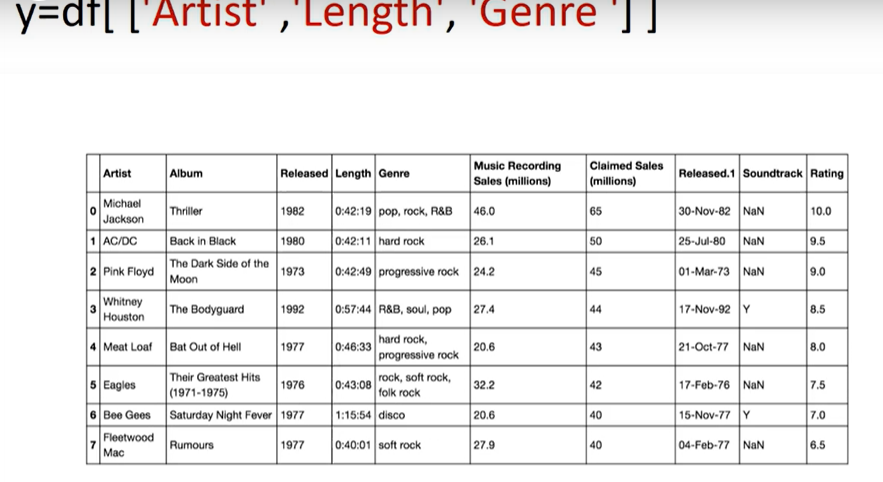 y=df[ ['Artist' ,'Length', 'Genre '] ]
Artist Album Released Length Genre Music Recording Sales (millions) Claimed Sales (millions) Released.1 Soundtrack Rating
0 Michael Jackson Thriller 1982 0:42:19 pop, rock, R&B 46.0 65 30-Nov-82 NaN 10.0
1 AC/DC Back in Black 1980 0:42:11 hard rock 26.1 50 25-Jul-80 NaN 9.5
2 Pink Floyd The Dark Side of the Moon 1973 0:42:49 progressive rock 24.2 45 01-Mar-73 NaN 9.0
3 Whitney Houston The Bodyguard 1992 0:57:44 R&B, soul, pop 27.4 44 17-Nov-92 Y 8.5
4 Meat Loaf Bat Out of Hell 1977 0:46:33 hard rock, progressive rock 20.6 43 21-Oct-77 NaN 8.0
5 Eagles Their Greatest Hits (1971-1975) 1976 0:43:08 rock, soft rock, folk rock 32.2 42 17-Feb-76 NaN 7.5
6 Bee Gees Saturday Night Fever 1977 1:15:54 disco 20.6 40 15-Nov-77 Y 7.0
7 Fleetwood Mac Rumours 1977 0:40:01 soft rock 27.9 40 04-Feb-77 NaN 6.5